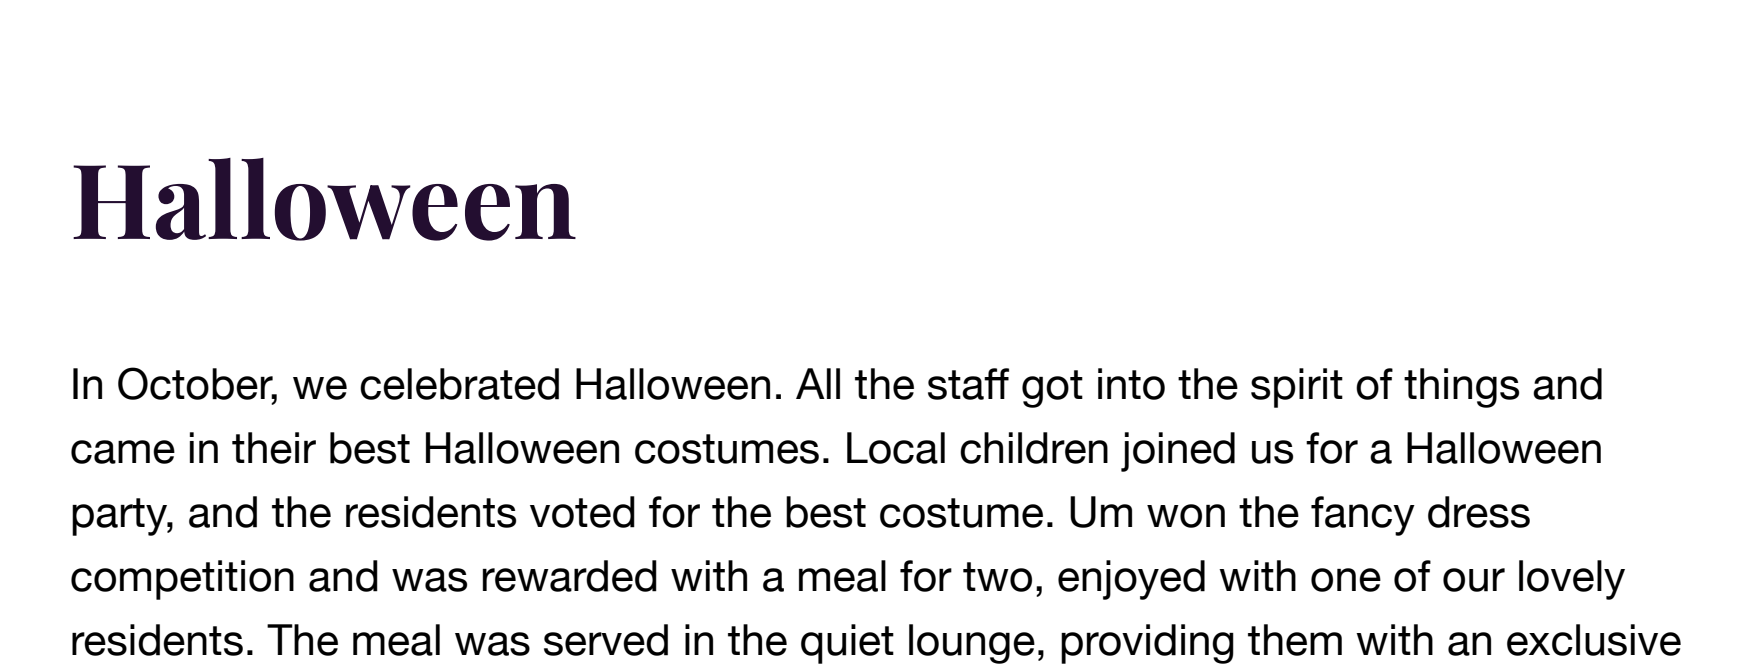 Halloween
In October, we celebrated Halloween. All the staff got into the spirit of things and
came in their best Halloween costumes. Local children joined us for a Halloween
party, and the residents voted for the best costume. Um won the fancy dress
competition and was rewarded with a meal for two, enjoyed with one of our lovely
residents. The meal was served in the quiet lounge, providing them with an exclusive